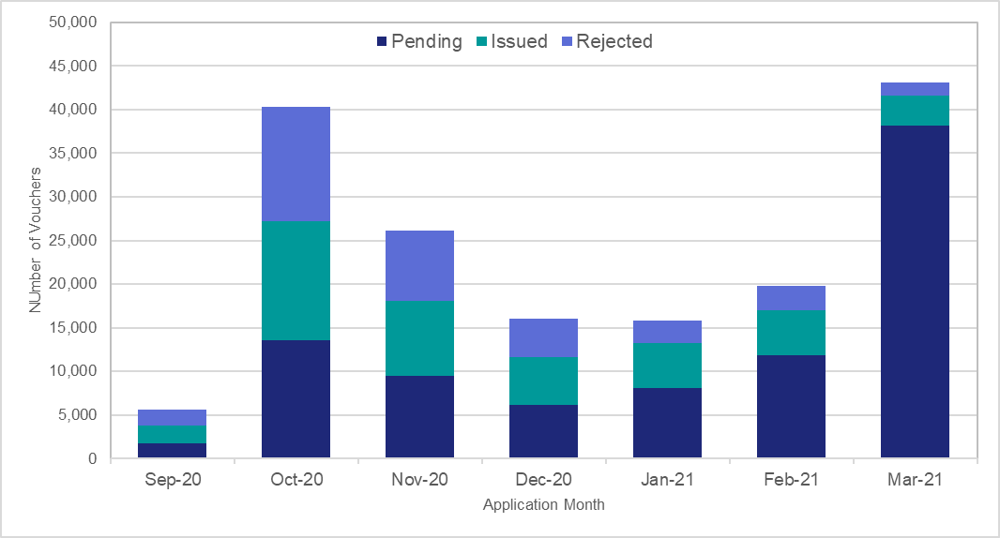 50,000
45,000
40,000
35,000
30,000
25,000
20,000
15,000
10,000
5,000
0
NUmber of Vouchers
Pending Issued Rejected
Sep-20 Oct-20 Nov-20 Dec-20 Jan-21 Feb-21 Mar-21
Application Month